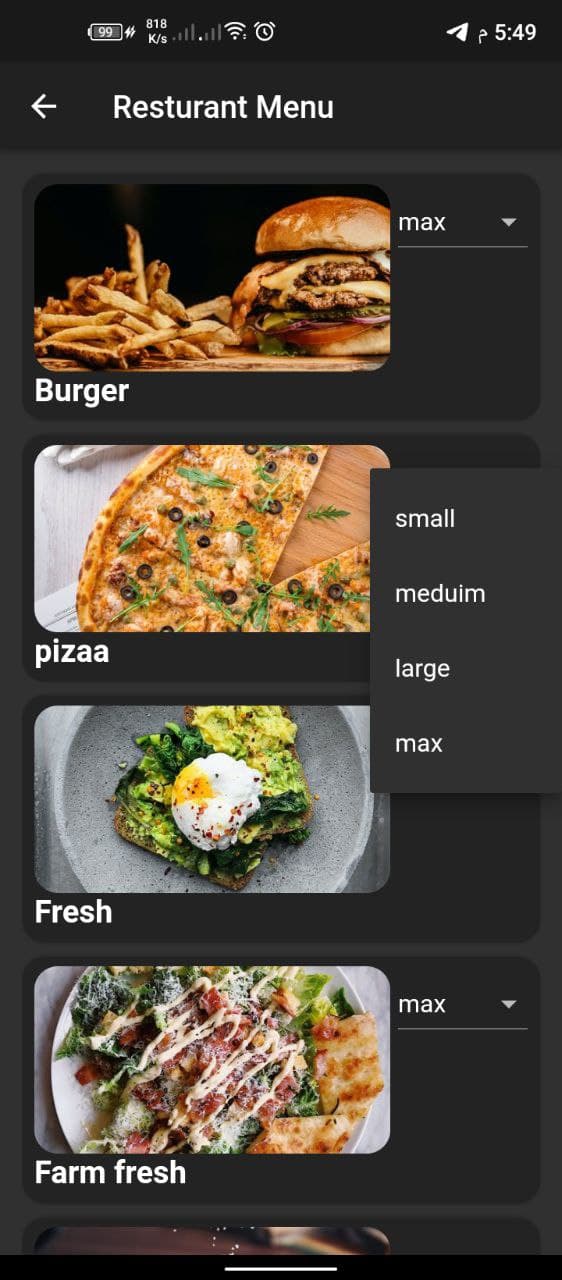 99 818 K/s م 5:49
Resturant Menu
max
Burger
small
meduim
pizaa
large
max
Fresh
max
Farm fresh